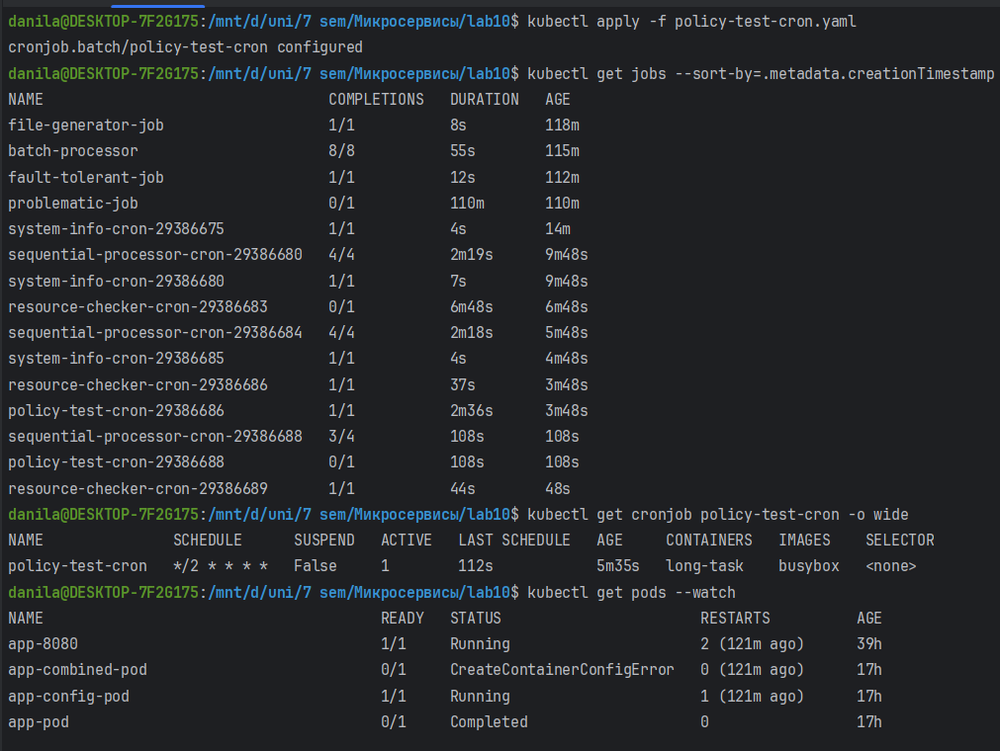 danila@DESKTOP-7F2G175:/mnt/d/uni/7 sem/Микросервисы/lab10$ kubectl apply -f policy-test-cron.yaml
cronjob.batch/policy-test-cron configured
danila@DESKTOP-7F2G175:/mnt/d/uni/7 sem/Микросервисы/lab10$ kubectl get jobs --sort-by=.metadata.creationTimestamp
NAME COMPLETIONS DURATION AGE
file-generator-job 1/1 8s 118m
batch-processor 8/8 55s 115m
fault-tolerant-job 1/1 12s 112m
problematic-job 0/1 110m 110m
system-info-cron-29386675 1/1 4s 14m
sequential-processor-cron-29386680 4/4 2m19s 9m48s
system-info-cron-29386680 1/1 7s 9m48s
resource-checker-cron-29386683 0/1 6m48s 6m48s
sequential-processor-cron-29386684 4/4 2m18s 5m48s
system-info-cron-29386685 1/1 4s 4m48s
resource-checker-cron-29386686 1/1 37s 3m48s
policy-test-cron-29386686 1/1 2m36s 3m48s
sequential-processor-cron-29386688 3/4 108s 108s
policy-test-cron-29386688 0/1 108s 108s
resource-checker-cron-29386689 1/1 44s 48s
danila@DESKTOP-7F2G175:/mnt/d/uni/7 sem/Микросервисы/lab10$ kubectl get cronjob policy-test-cron -o wide
NAME SCHEDULE SUSPEND ACTIVE LAST SCHEDULE AGE CONTAINERS IMAGES SELECTOR
policy-test-cron */2 * * * * False 1 112s 5m35s long-task busybox <none>
danila@DESKTOP-7F2G175:/mnt/d/uni/7 sem/Микросервисы/lab10$ kubectl get pods --watch
NAME READY STATUS RESTARTS AGE
app-8080 1/1 Running 2 (121m ago) 39h
app-combined-pod 0/1 CreateContainerConfigError 0 (121m ago) 17h
app-config-pod 1/1 Running 1 (121m ago) 17h
app-pod 0/1 Completed 0 17h